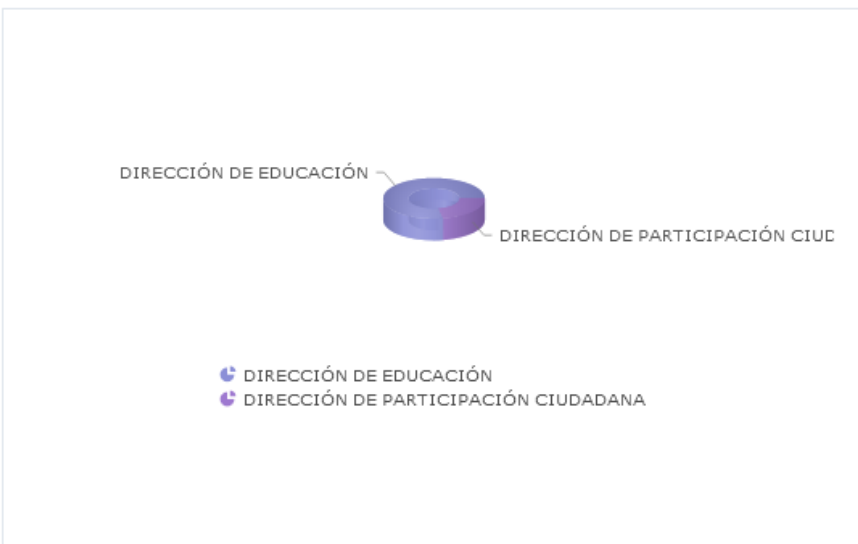 DIRECCIÓN DE EDUCACIÓN
DIRECCIÓN DE PARTICIPACIÓN CIUD
DIRECCIÓN DE EDUCACIÓN
DIRECCIÓN DE PARTICIPACIÓN CIUDADANA